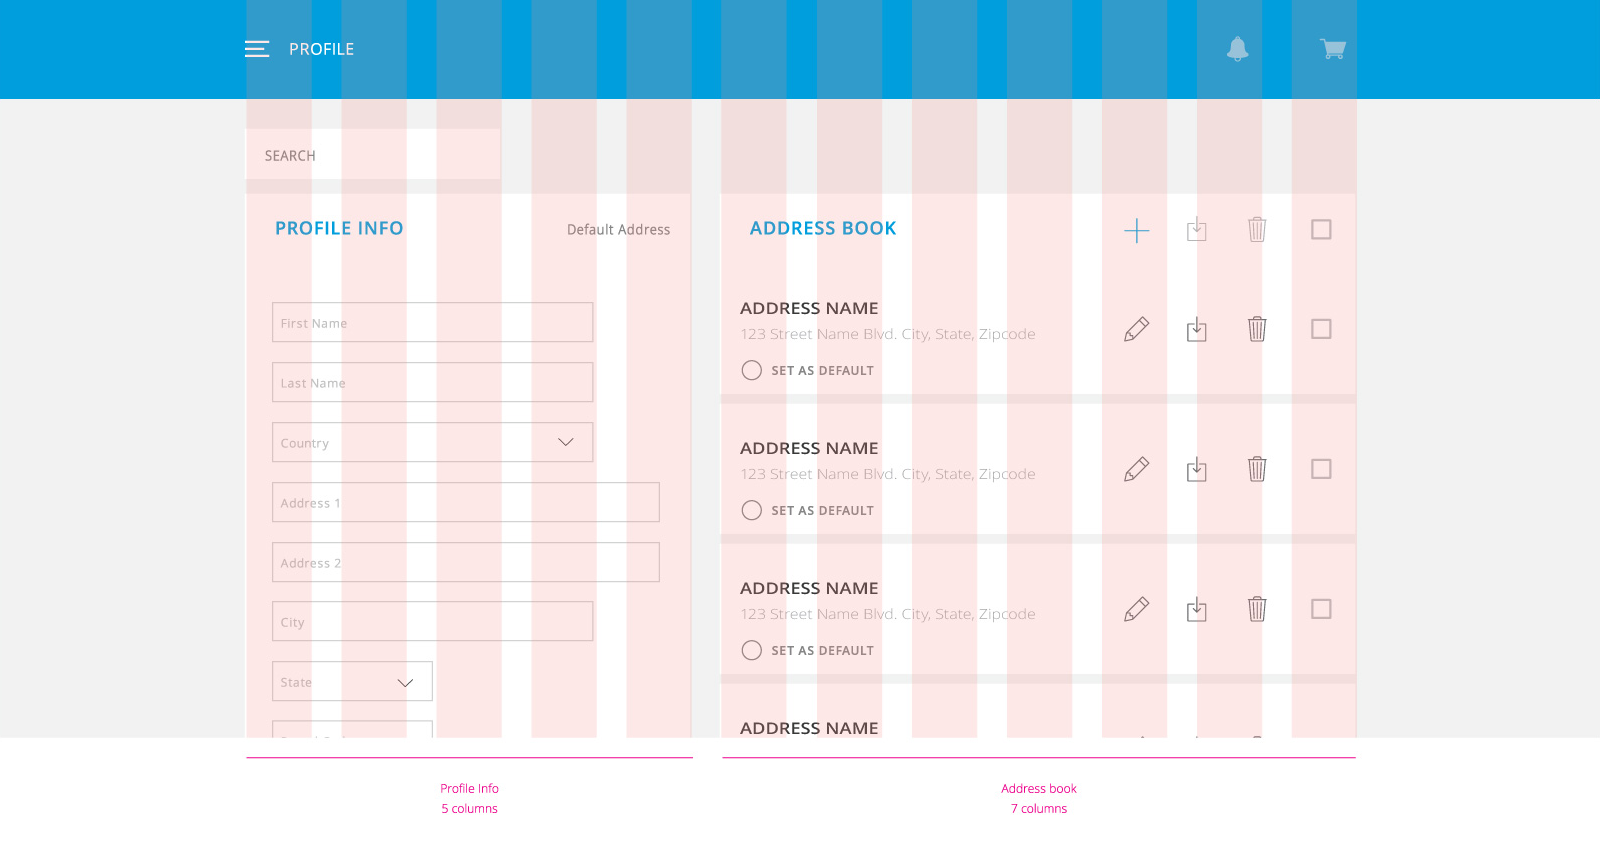 PROFILE
SEARCH
PROFILE INFO
Default Address
First Name
Last Name
Country
Address 1
Address 2
City
State
ADDRESS BOOK
ADDRESS NAME
123 Street Name Blvd. City, State, Zipcode
SET AS DEFAULT
ADDRESS NAME
123 Street Name Blvd. City, State, Zipcode
SET AS DEFAULT
ADDRESS NAME
123 Street Name Blvd. City, State, Zipcode
SET AS DEFAULT
ADDRESS NAME
Profile Info
5 columns
Address book
7 columns